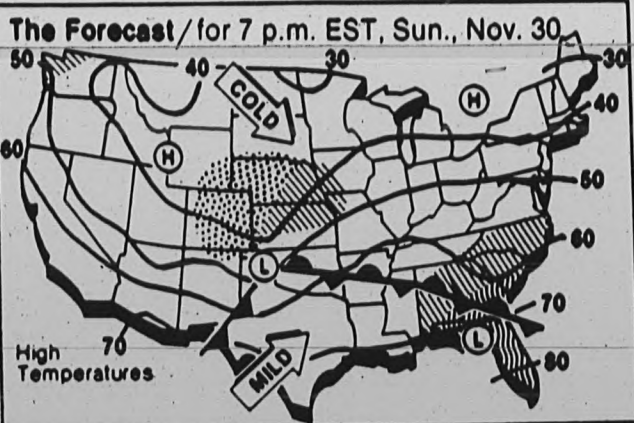 The Forecast/for 7 p.m. EST, Sun., Nov. 30
50
40
30
30
COLD
H
40
60
H
50
60
L
70
L
High
Temperatures
70
MILD
80